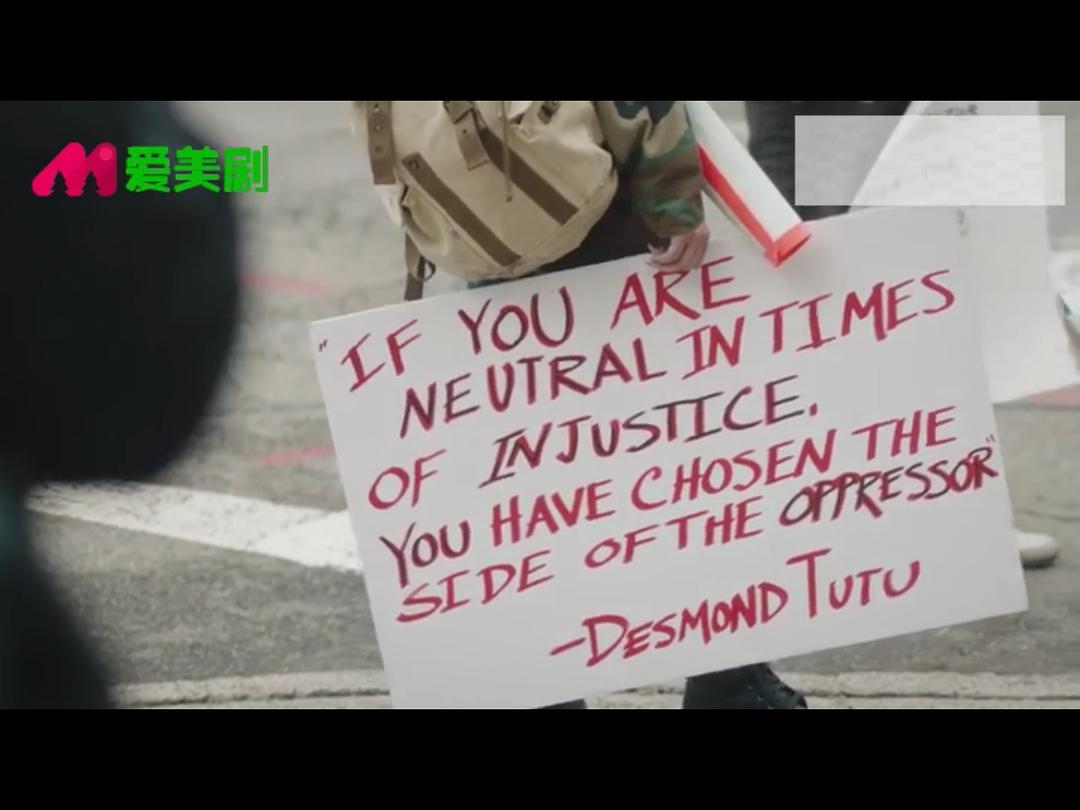 爱美剧
"IF YOU ARE
NEUTRAL IN TIMES
OF INJUSTICE.
YOU HAVE CHOSEN THE
SIDE OF THE OPPRESSOR"
-DESMOND TUTU